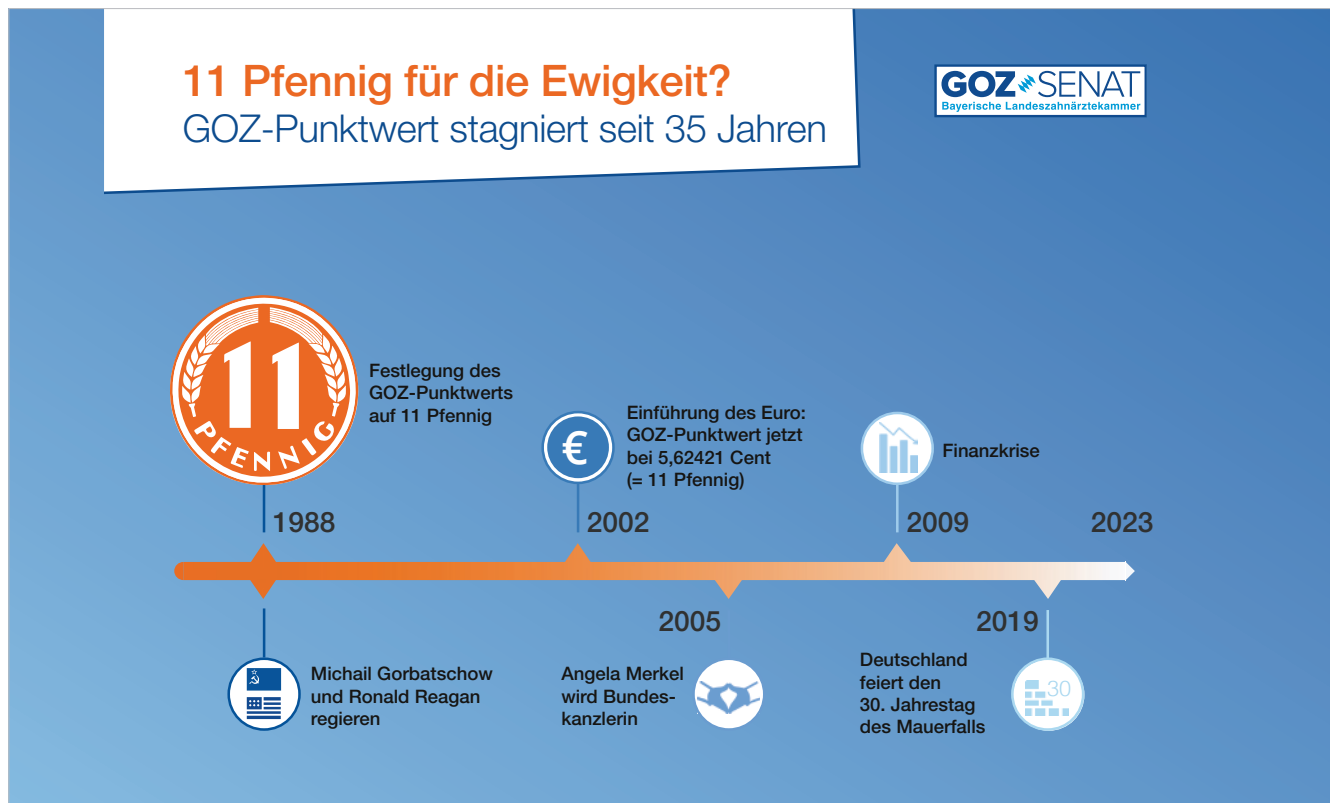 11 Pfennig für die Ewigkeit?
GOZ-Punktwert stagniert seit 35 Jahren
GOZ SENAT
Bayerische Landeszahnärztekammer
11
PFENNIG
Festlegung des
GOZ-Punktwerts
auf 11 Pfennig
€
Einführung des Euro:
GOZ-Punktwert jetzt
bei 5,62421 Cent
(= 11 Pfennig)
Finanzkrise
1988
2002
2009
2023
2005
2019
Michail Gorbatschow
und Ronald Reagan
regieren
Angela Merkel
wird Bundes-
kanzlerin
Deutschland
feiert den
30. Jahrestag
des Mauerfalls
30